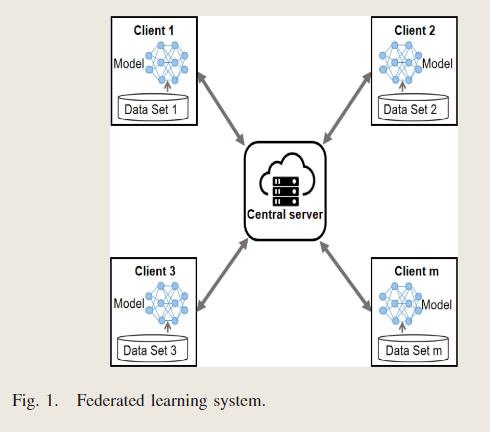 Client 1
Model
Data Set 1
Client 2
Model
Data Set 2
Central server
Client 3
Model
Data Set 3
Client m
Model
Data Set m
Fig. 1. Federated learning system.